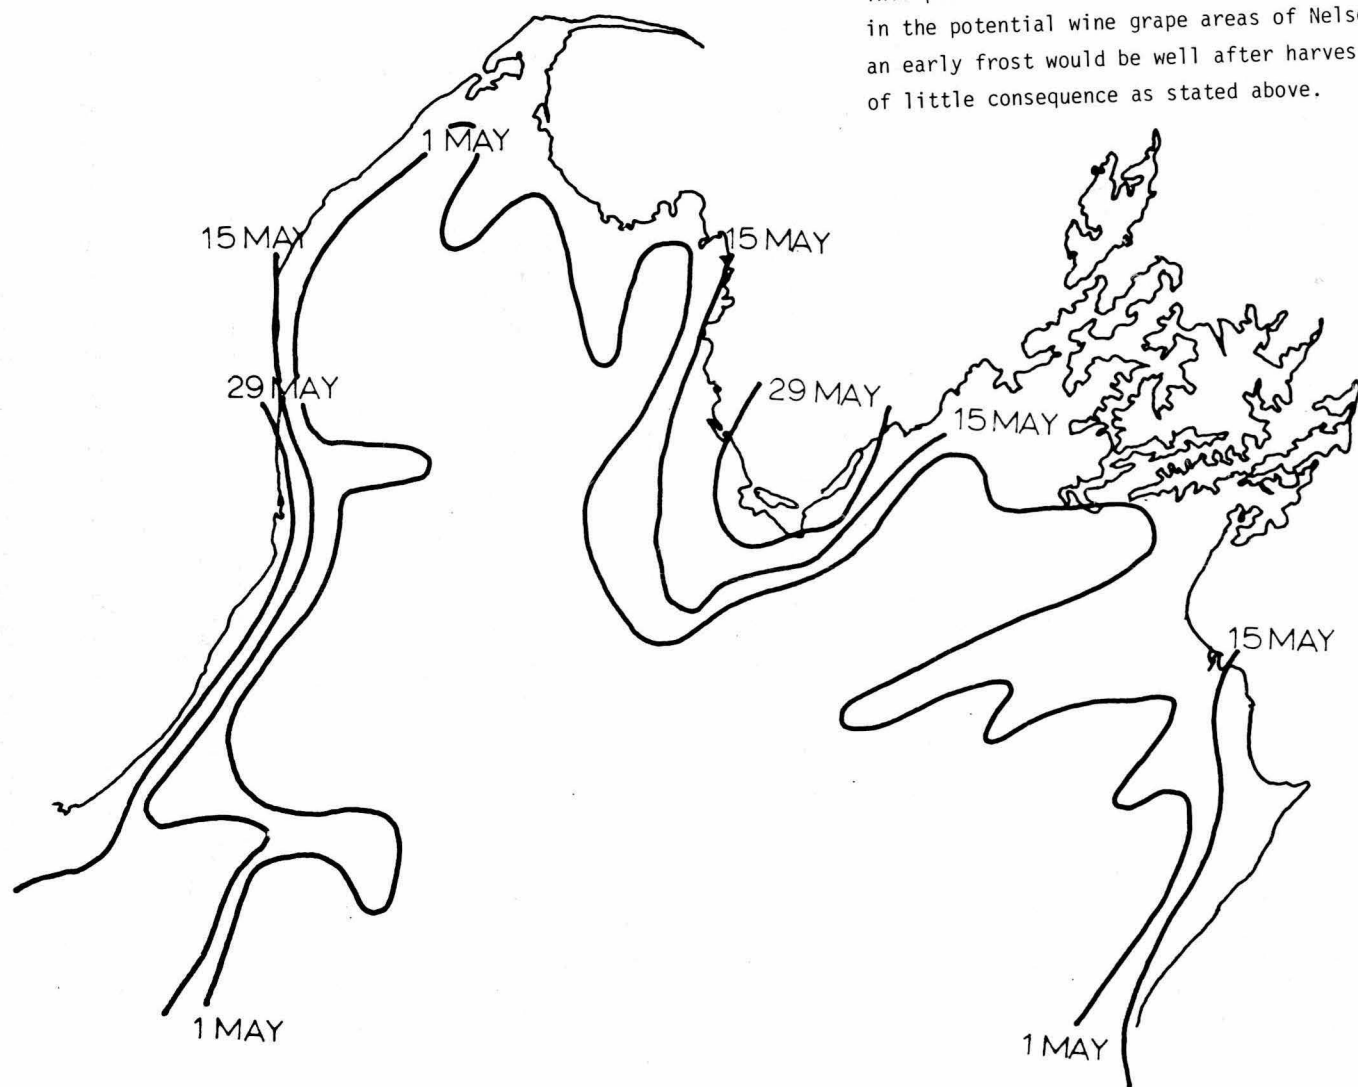 in the potential wine grape areas of
an early frost would be well after
of little consequence as stated above.
1 MAY
15 MAY
15 MAY
29 MAY
29 MAY
15 MAY
15 MAY
1 MAY
1 MAY